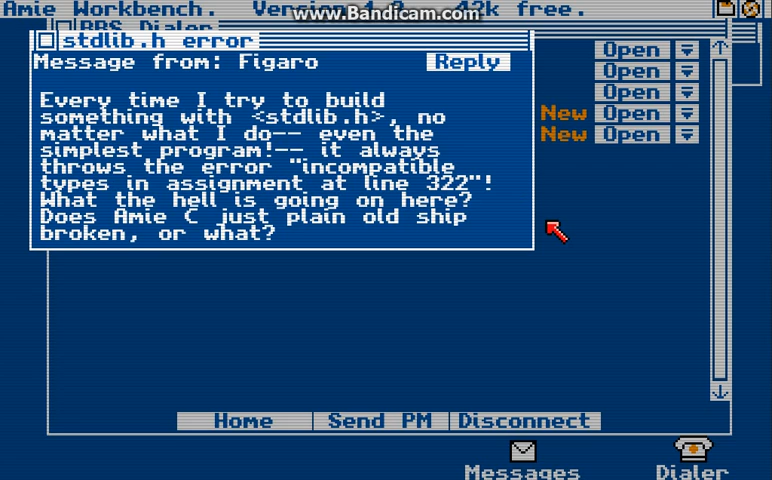 Amie Workbench. Version 1.2 42k free.
www.Bandicam.com
BBS Dialer
stdlib.h error
Message from: Figaro
Reply
Every time I try to build
something with <stdlib.h>, no
matter what I do-- even the
simplest program!-- it always
throws the error "incompatible
types in assignment at line 322"!
What the hell is going on here?
Does Amie C just plain old ship
broken, or what?
Open
Open
Open
New Open
New Open
Home Send PM Disconnect
Messages Dialer